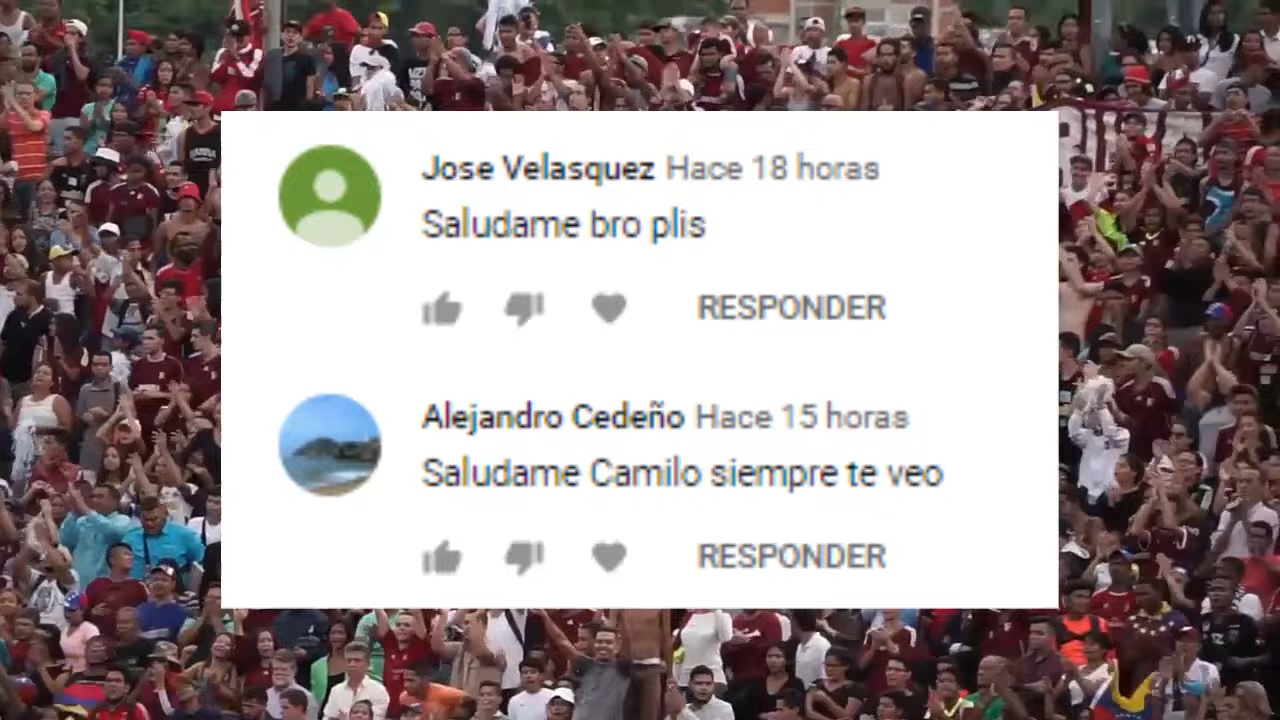 Jose Velasquez Hace 18 horas
Saludame bro plis
RESPONDER
Alejandro Cedeño Hace 15 horas
Saludame Camilo siempre te veo
RESPONDER